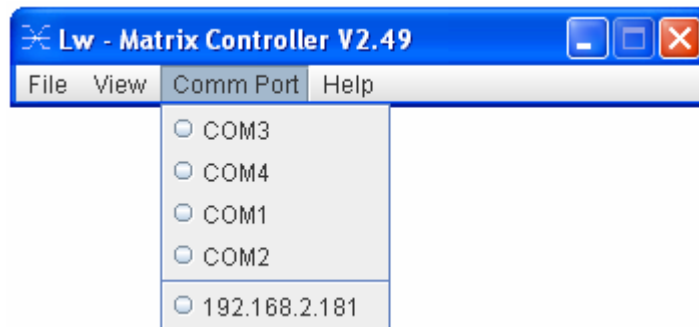 Lw - Matrix Controller V2.49
File View Comm Port Help
COM3
COM4
COM1
COM2
192.168.2.181